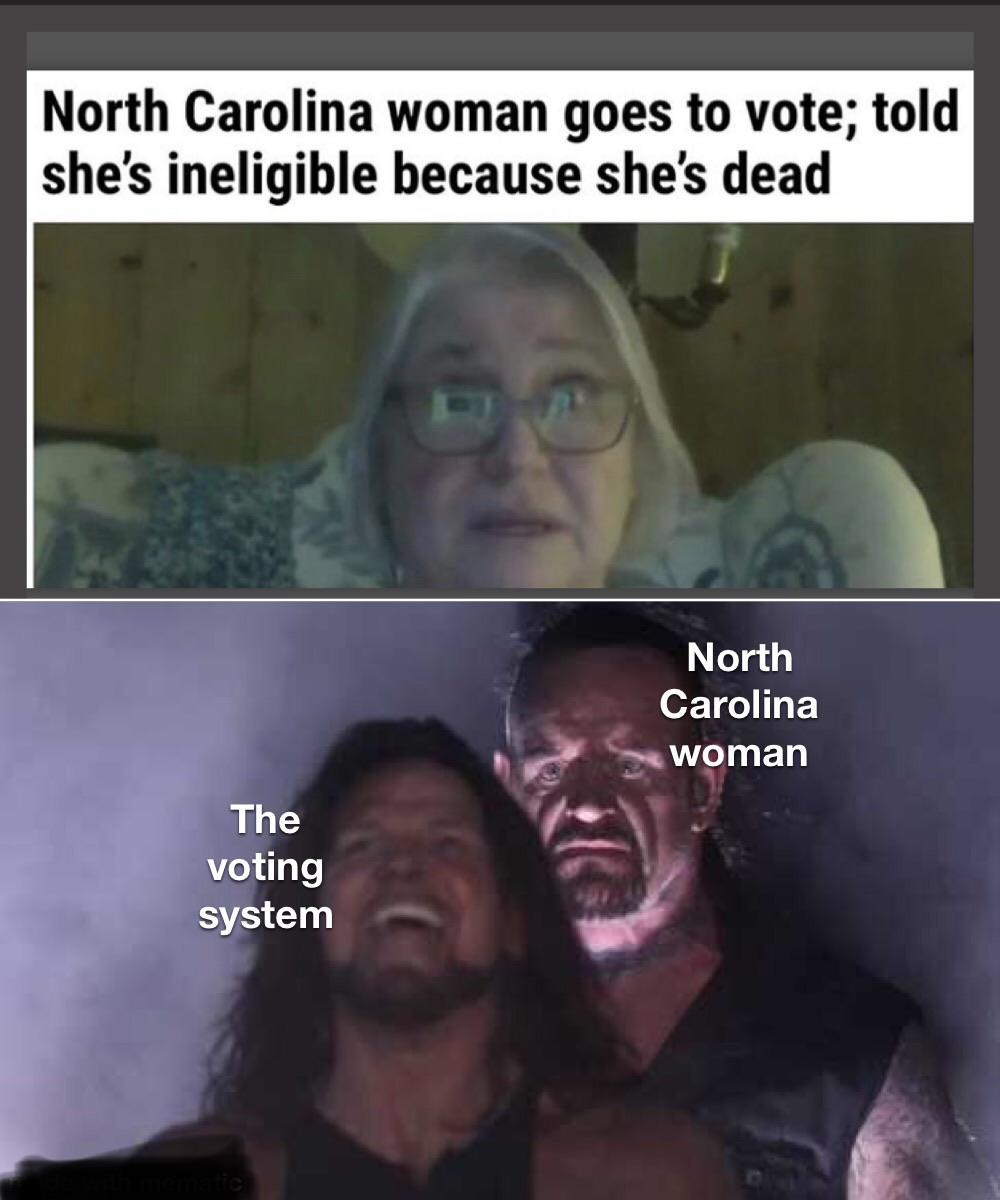 North Carolina woman goes to vote; told
she's ineligible because she's dead
North
Carolina
woman
The
voting
system
with mematic